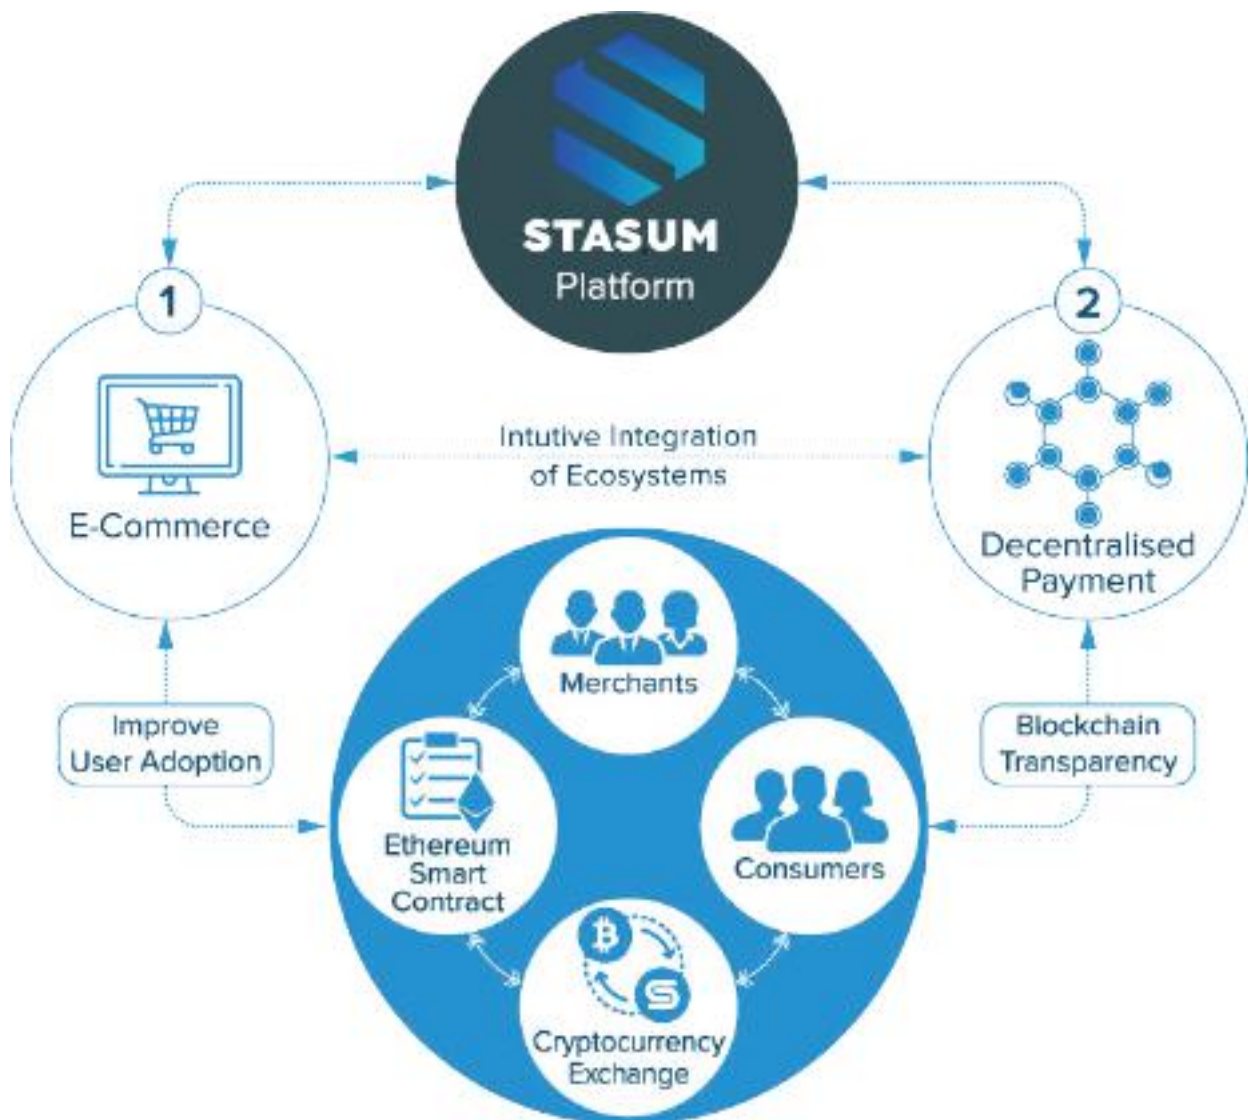 STASUM
Platform
1
2
E-Commerce
Intutive Integration
of Ecosystems
Decentralised
Payment
Merchants
Improve
User Adoption
Blockchain
Transparency
Ethereum
Smart
Contract
Consumers
Cryptocurrency
Exchange